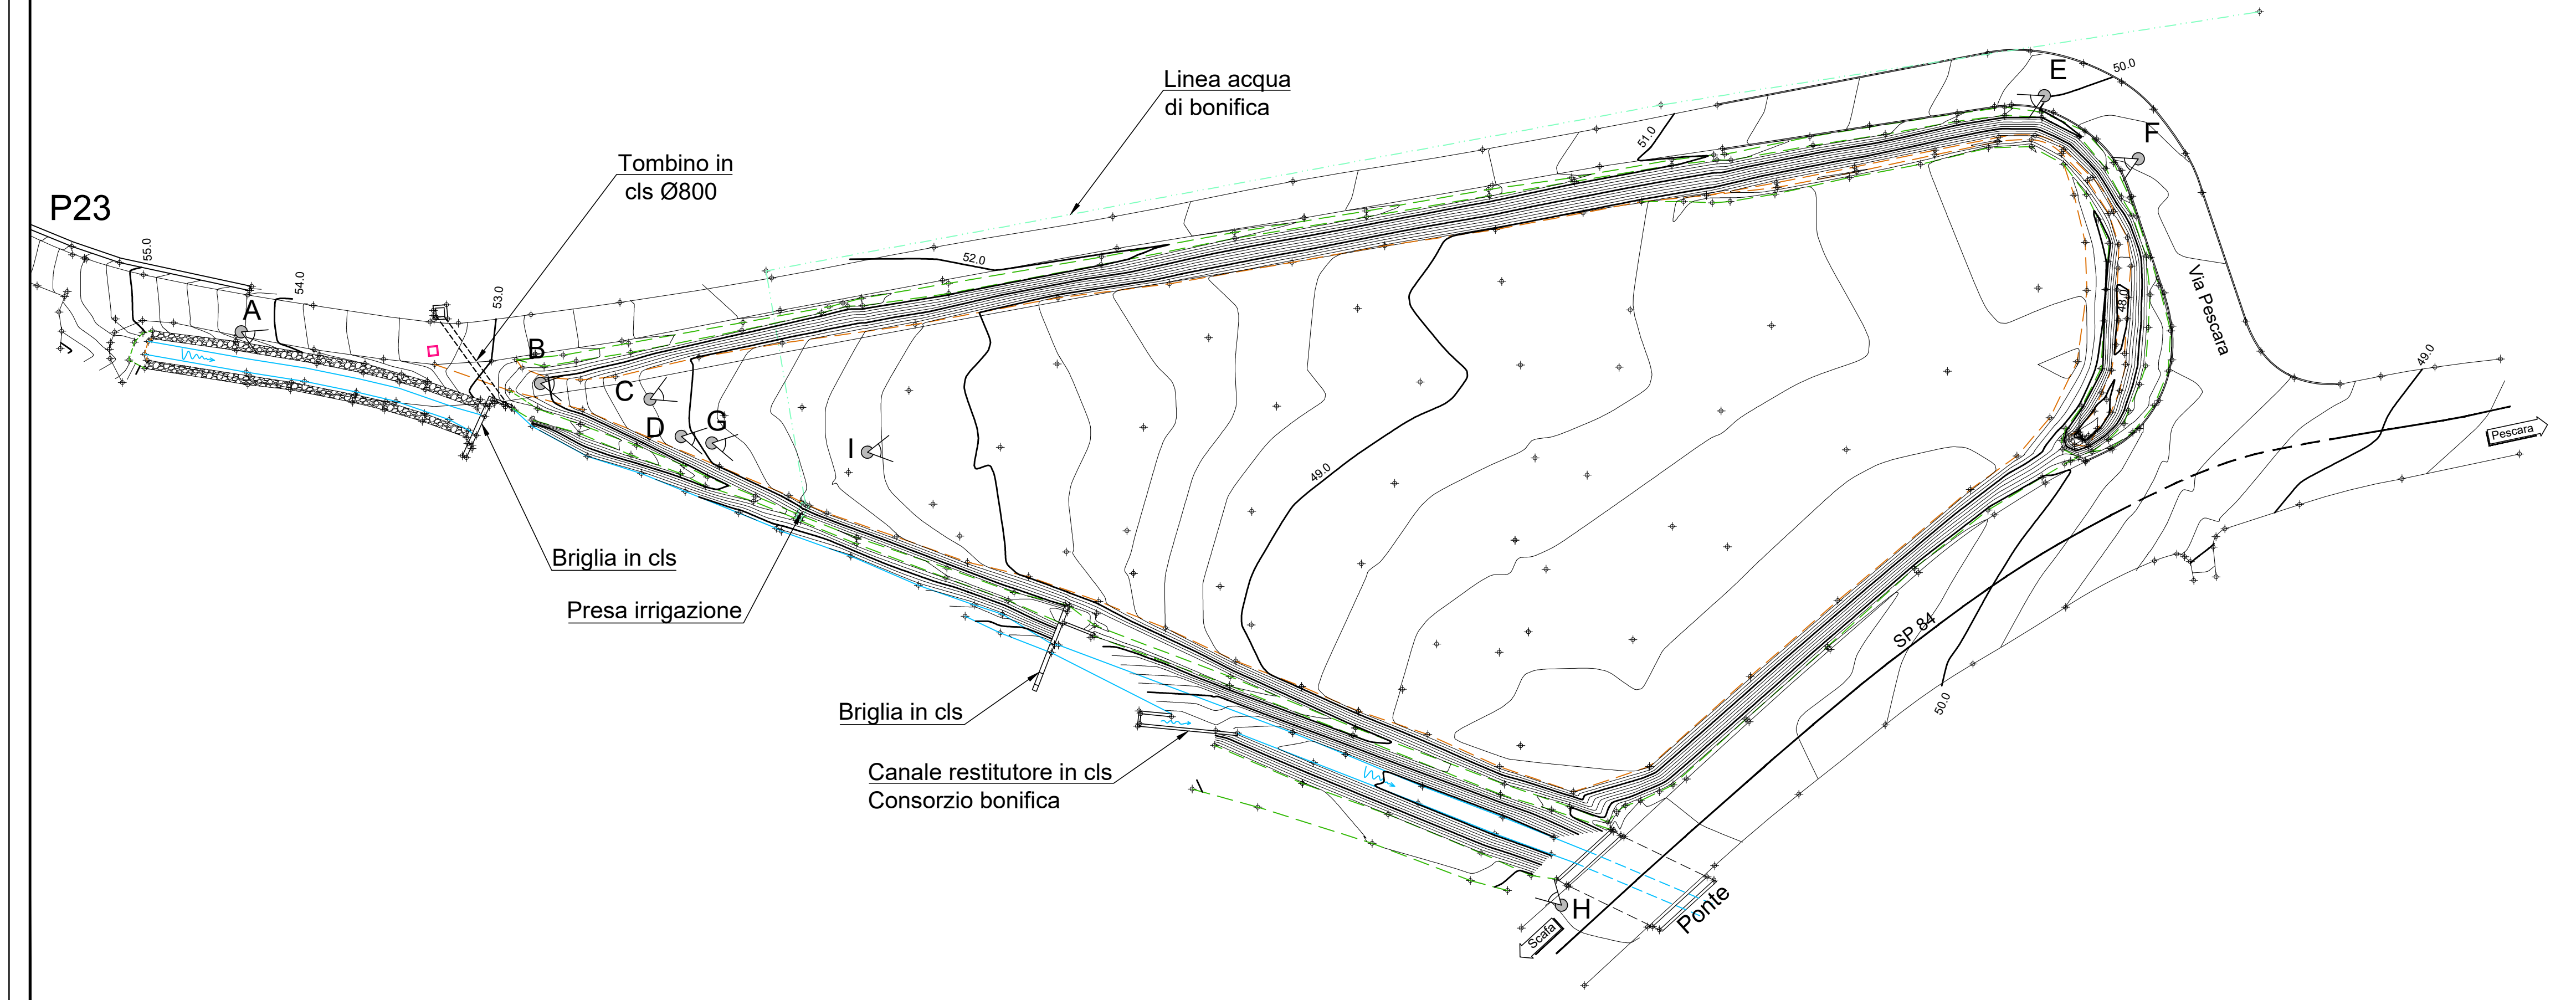 Linea acqua
di bonifica
E
50.0
F
51.0
Tombino in
cls Ø800
P23
55.0
54.0
53.0
52.0
A
B
C
D
G
I
48.0
Via Pescara
49.0
Pescara
49.0
Briglia in cls
Presa irrigazione
SP 84
50.0
Briglia in cls
Canale restitutore in cls
Consorzio bonifica
H
Ponte
Scafa